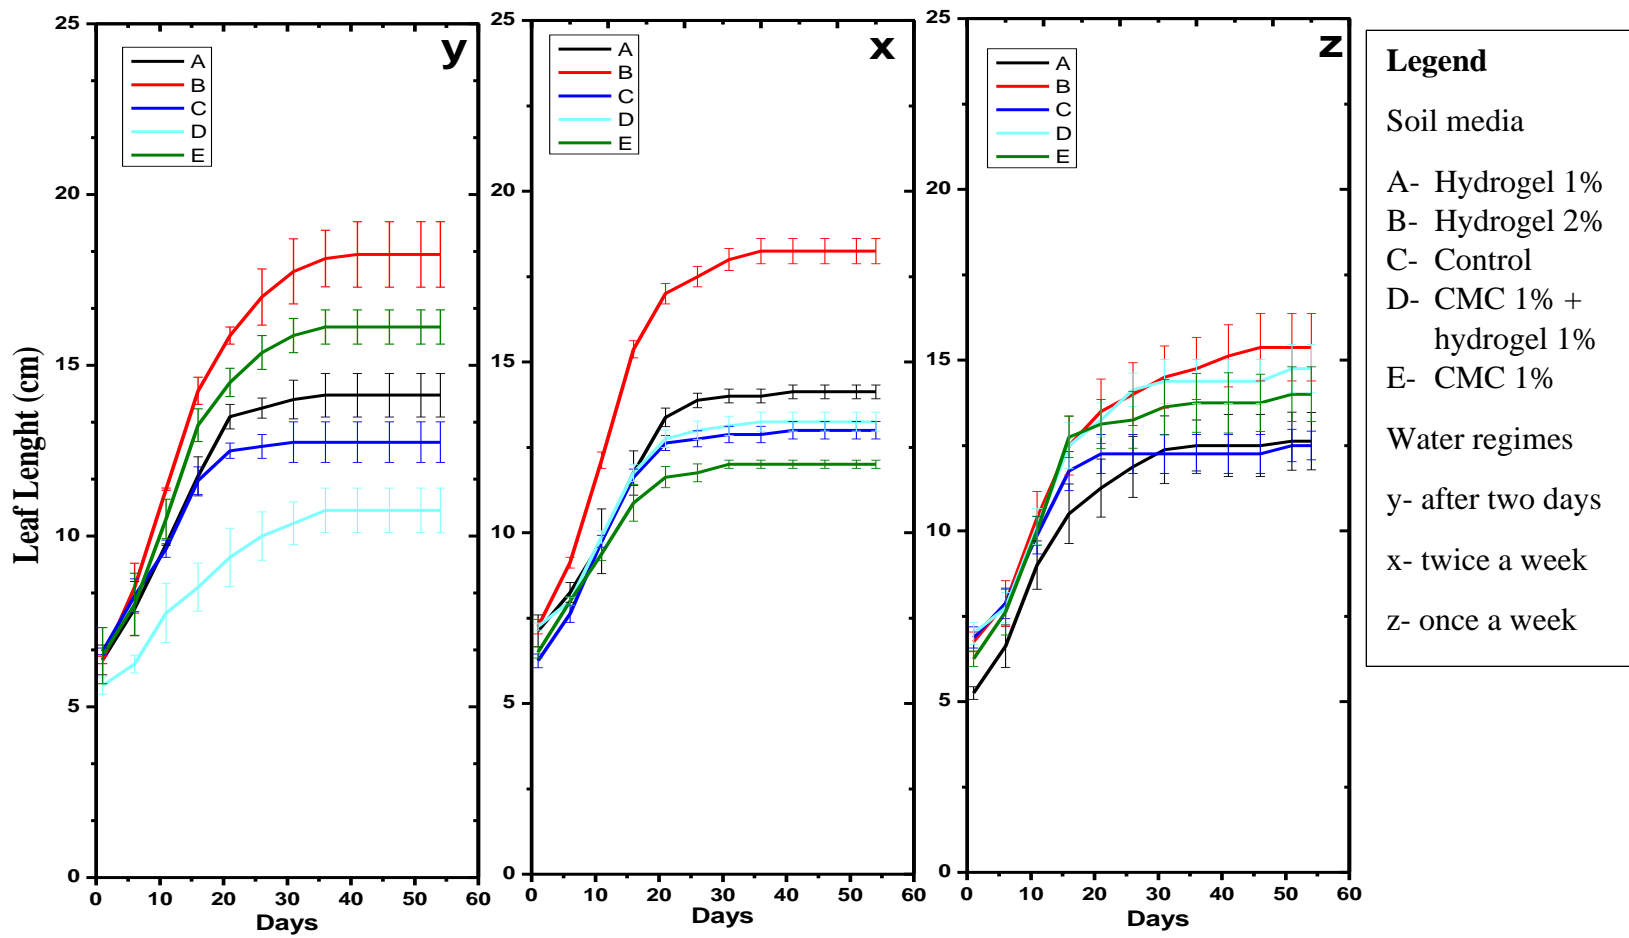 y
A
B
C
D
E
25
20
15
10
5
0
0 10 20 30 40 50 60
Days
Leaf Lenght (cm)
x
A
B
C
D
E
25
20
15
10
5
0
0 10 20 30 40 50 60
Days
z
A
B
C
D
E
25
20
15
10
5
0
0 10 20 30 40 50 60
Days
Legend
Soil media
A- Hydrogel 1%
B- Hydrogel 2%
C- Control
D- CMC 1% +
hydrogel 1%
E- CMC 1%
Water regimes
y- after two days
x- twice a week
z- once a week